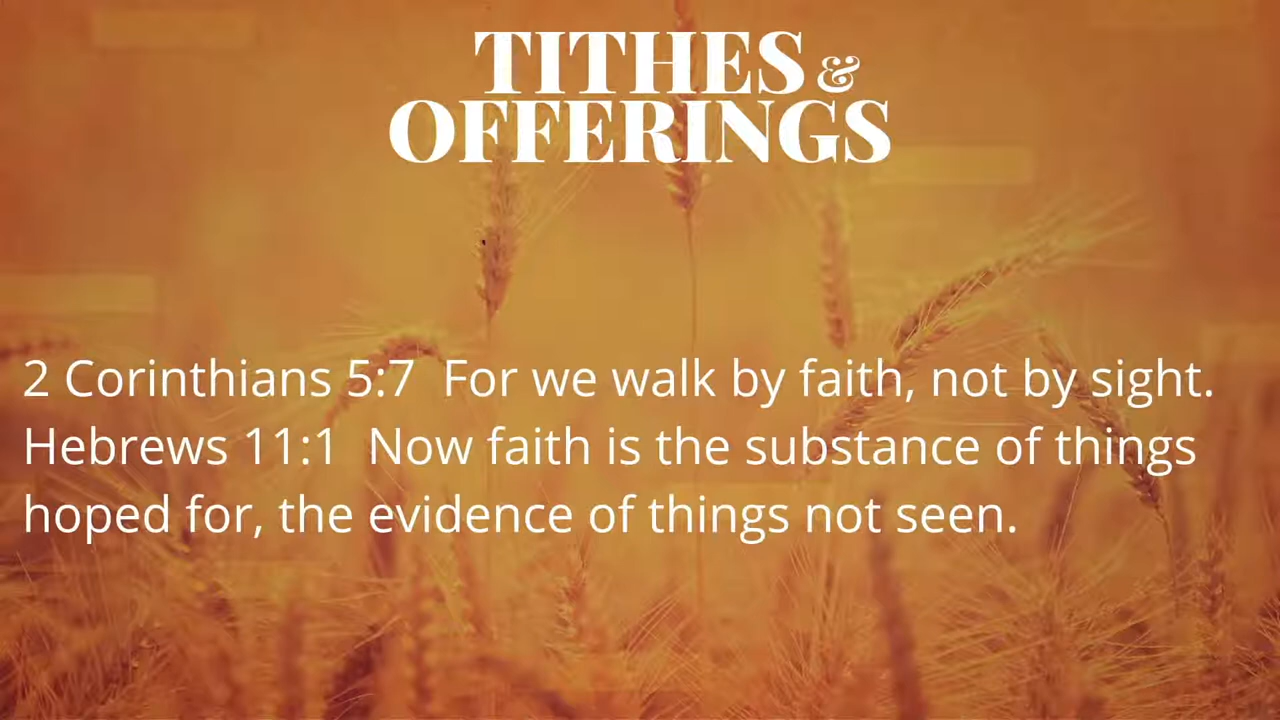 TITHES &
OFFERINGS
2 Corinthians 5:7 For we walk by faith, not by sight.
Hebrews 11:1 Now faith is the substance of things
hoped for, the evidence of things not seen.